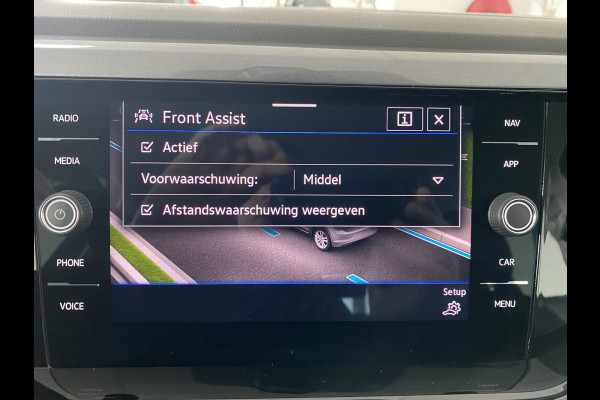 RADIO
MEDIA
PHONE
VOICE
Front Assist
i
Actief
Voorwaarschuwing: Middel
Afstandswaarschuwing weergeven
Setup
NAV
APP
CAR
MENU